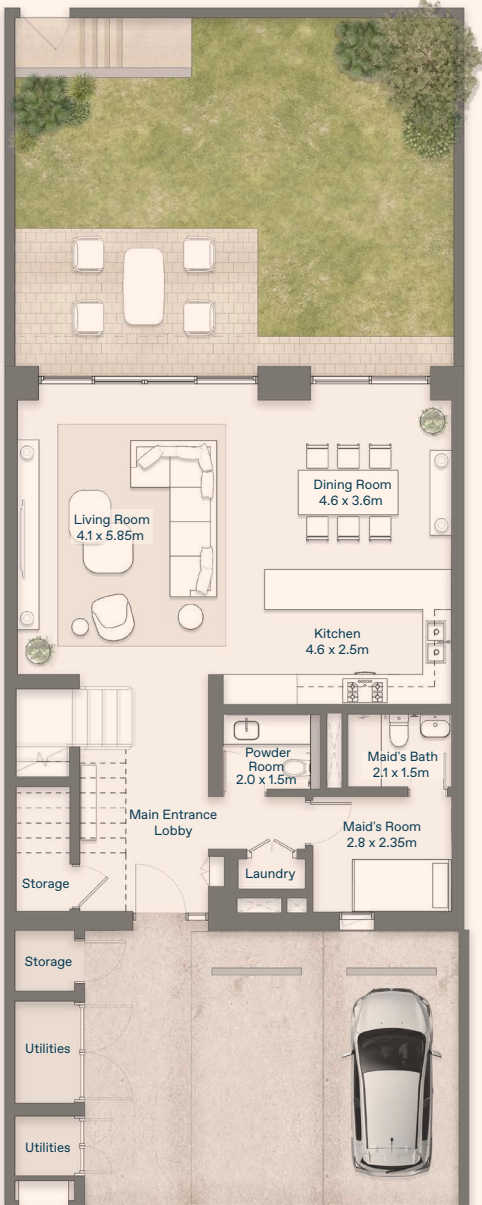 Living Room
4.1 x 5.85m
Dining Room
4.6 x 3.6m
Kitchen
4.6 x 2.5m
Powder
Room
2.0 x 1.5m
Maid's Bath
2.1 x 1.5m
Main Entrance
Lobby
Maid's Room
2.8 x 2.35m
Laundry
Storage
Storage
Utilities
Utilities